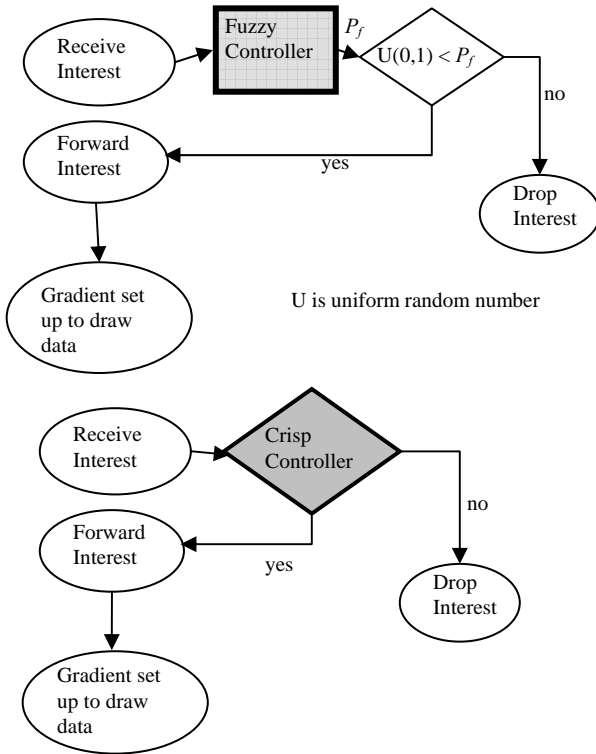 Receive
Interest
Fuzzy
Controller
P_f
U(0,1) < P_f
no
yes
Forward
Interest
Drop
Interest
Gradient set
up to draw
data
U is uniform random number
Receive
Interest
Crisp
Controller
no
yes
Forward
Interest
Drop
Interest
Gradient set
up to draw
data